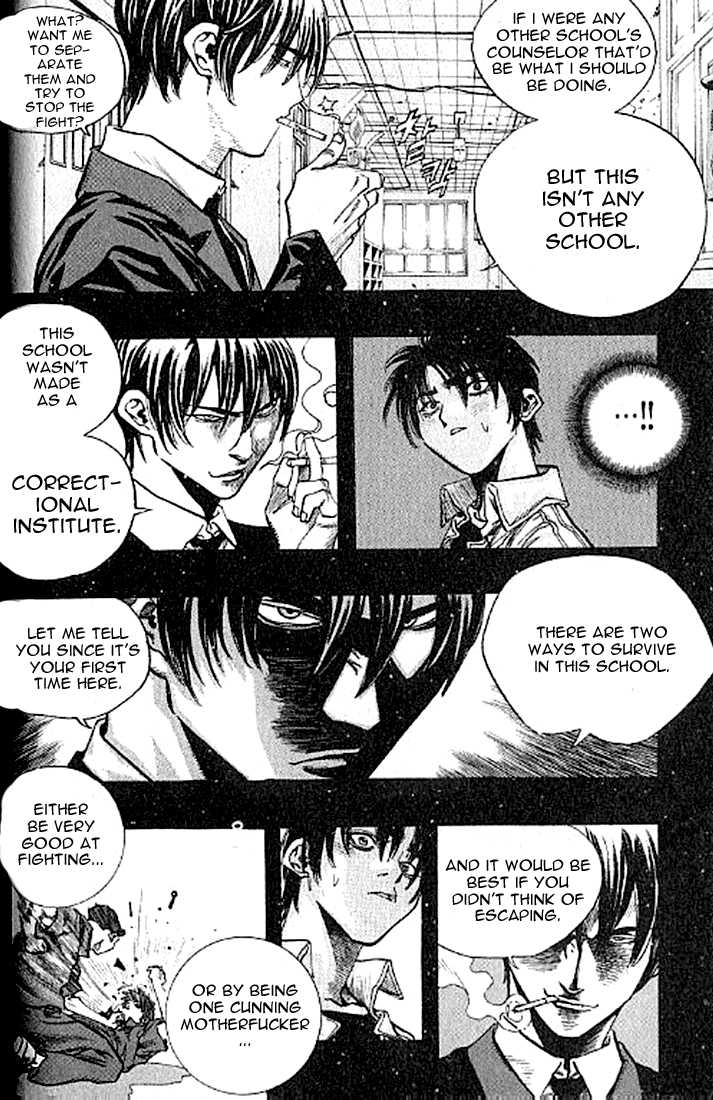 WHAT?
WANT ME
TO SEP-
ARATE
THEM AND
TRY TO
STOP THE
FIGHT?
IF I WERE ANY
OTHER SCHOOL'S
COUNSELOR THAT'D
BE WHAT I SHOULD
BE DOING.
BUT THIS
ISN'T ANY
OTHER
SCHOOL.
THIS
SCHOOL
WASN'T
MADE
AS A
CORRECT-
IONAL
INSTITUTE.
...!!
LET ME TELL
YOU SINCE IT'S
YOUR FIRST
TIME HERE.
THERE ARE TWO
WAYS TO SURVIVE
IN THIS SCHOOL.
EITHER
BE VERY
GOOD AT
FIGHTING...
OR BY BEING
ONE CUNNING
MOTHERFUCKER
...
AND IT WOULD BE
BEST IF YOU
DIDN'T THINK OF
ESCAPING.